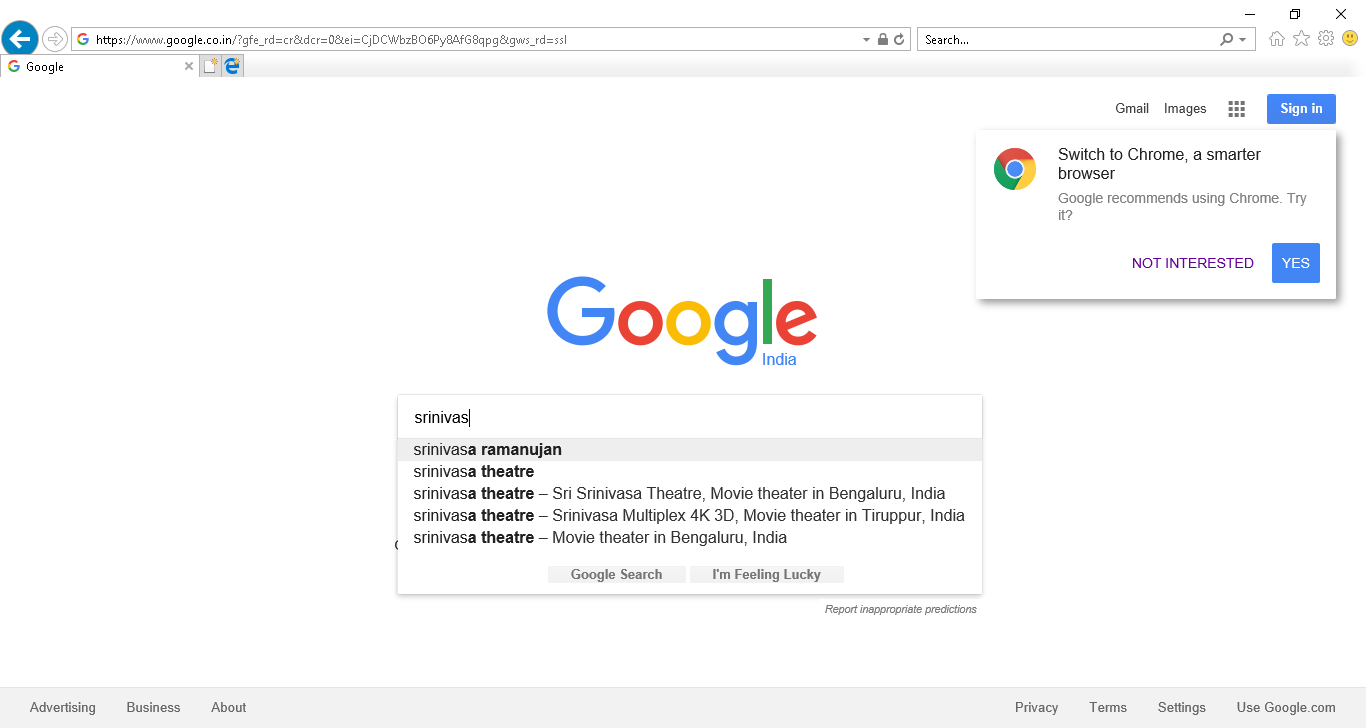 https://www.google.co.in/?gfe_rd=cr&dcr=0&ei=CjDCWbzBO6Py8AfG8qpg&gws_rd=ssl
Search...
Google
Gmail Images Sign in
Switch to Chrome, a smarter
browser
Google recommends using Chrome. Try
it?
NOT INTERESTED YES
Google
India
srinivas
srinivasa ramanujan
srinivasa theatre
srinivasa theatre – Sri Srinivasa Theatre, Movie theater in Bengaluru, India
srinivasa theatre – Srinivasa Multiplex 4K 3D, Movie theater in Tiruppur, India
srinivasa theatre – Movie theater in Bengaluru, India
Google Search I'm Feeling Lucky
Report inappropriate predictions
Advertising Business About Privacy Terms Settings Use Google.com